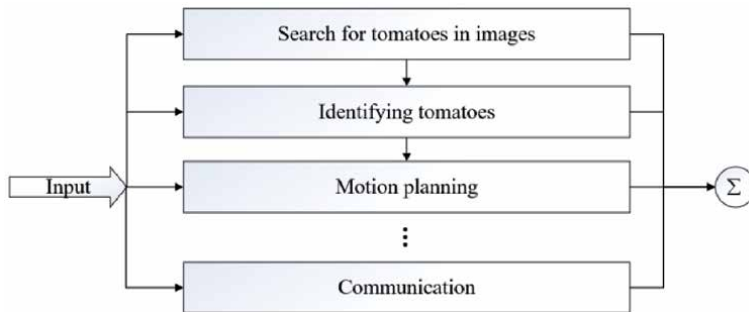 Search for tomatoes in images
Identifying tomatoes
Input
Motion planning
⋮
Communication
Σ